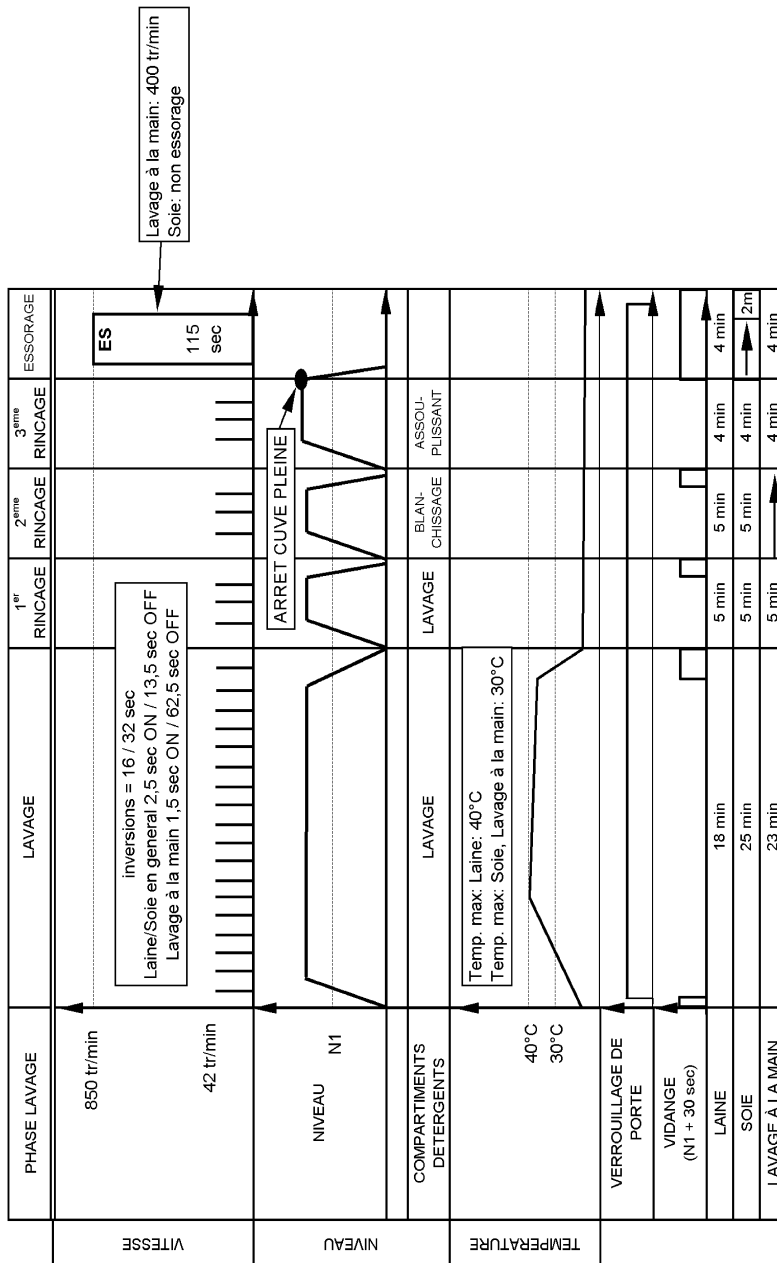 PHASE LAVAGE
LAVAGE
1er
RINCAGE
2eme
RINCAGE
3eme
RINCAGE
ESSORAGE
VITESSE
850 tr/min
42 tr/min
inversions = 16 / 32 sec
Laine/Soie en general 2,5 sec ON / 13,5 sec OFF
Lavage à la main 1,5 sec ON / 62,5 sec OFF
ES
115
sec
Lavage à la main: 400 tr/min
Soie: non essorage
NIVEAU
NIVEAU
N1
ARRET CUVE PLEINE
COMPARTIMENTS
DETERGENTS
LAVAGE
LAVAGE
BLAN-
CHISSAGE
ASSOU-
PLISSANT
TEMPERATURE
40°C
30°C
Temp. max: Laine: 40°C
Temp. max: Soie, Lavage à la main: 30°C
VERROUILLAGE DE
PORTE
VIDANGE
(N1 + 30 sec)
LAINE
18 min
5 min
5 min
4 min
4 min
SOIE
25 min
5 min
5 min
4 min
2m
LAVAGE À LA MAIN
23 min
5 min
4 min
4 min